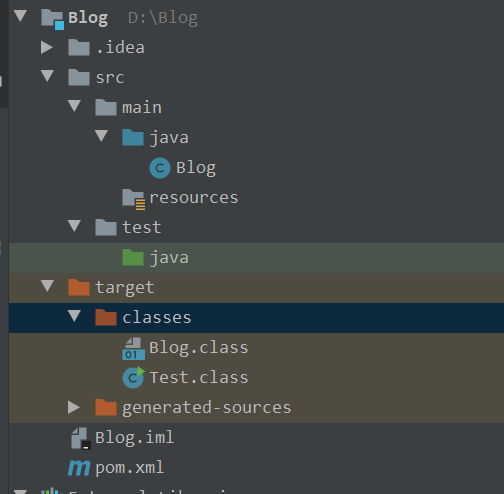 Blog D:\Blog
.idea
src
main
java
Blog
resources
test
java
target
classes
Blog.class
Test.class
generated-sources
Blog.iml
pom.xml